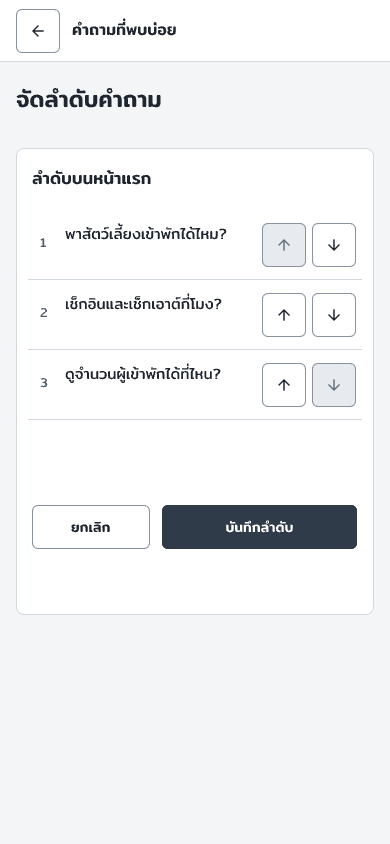 คำถามที่พบบ่อย
จัดลำดับคำถาม
ลำดับบนหน้าแรก
1 พาสัตว์เลี้ยงเข้าพักได้ไหม?
2 เช็กอินและเช็กเอาต์กี่โมง?
3 ดูจำนวนผู้เข้าพักได้ที่ไหน?
ยกเลิก บันทึกลำดับ